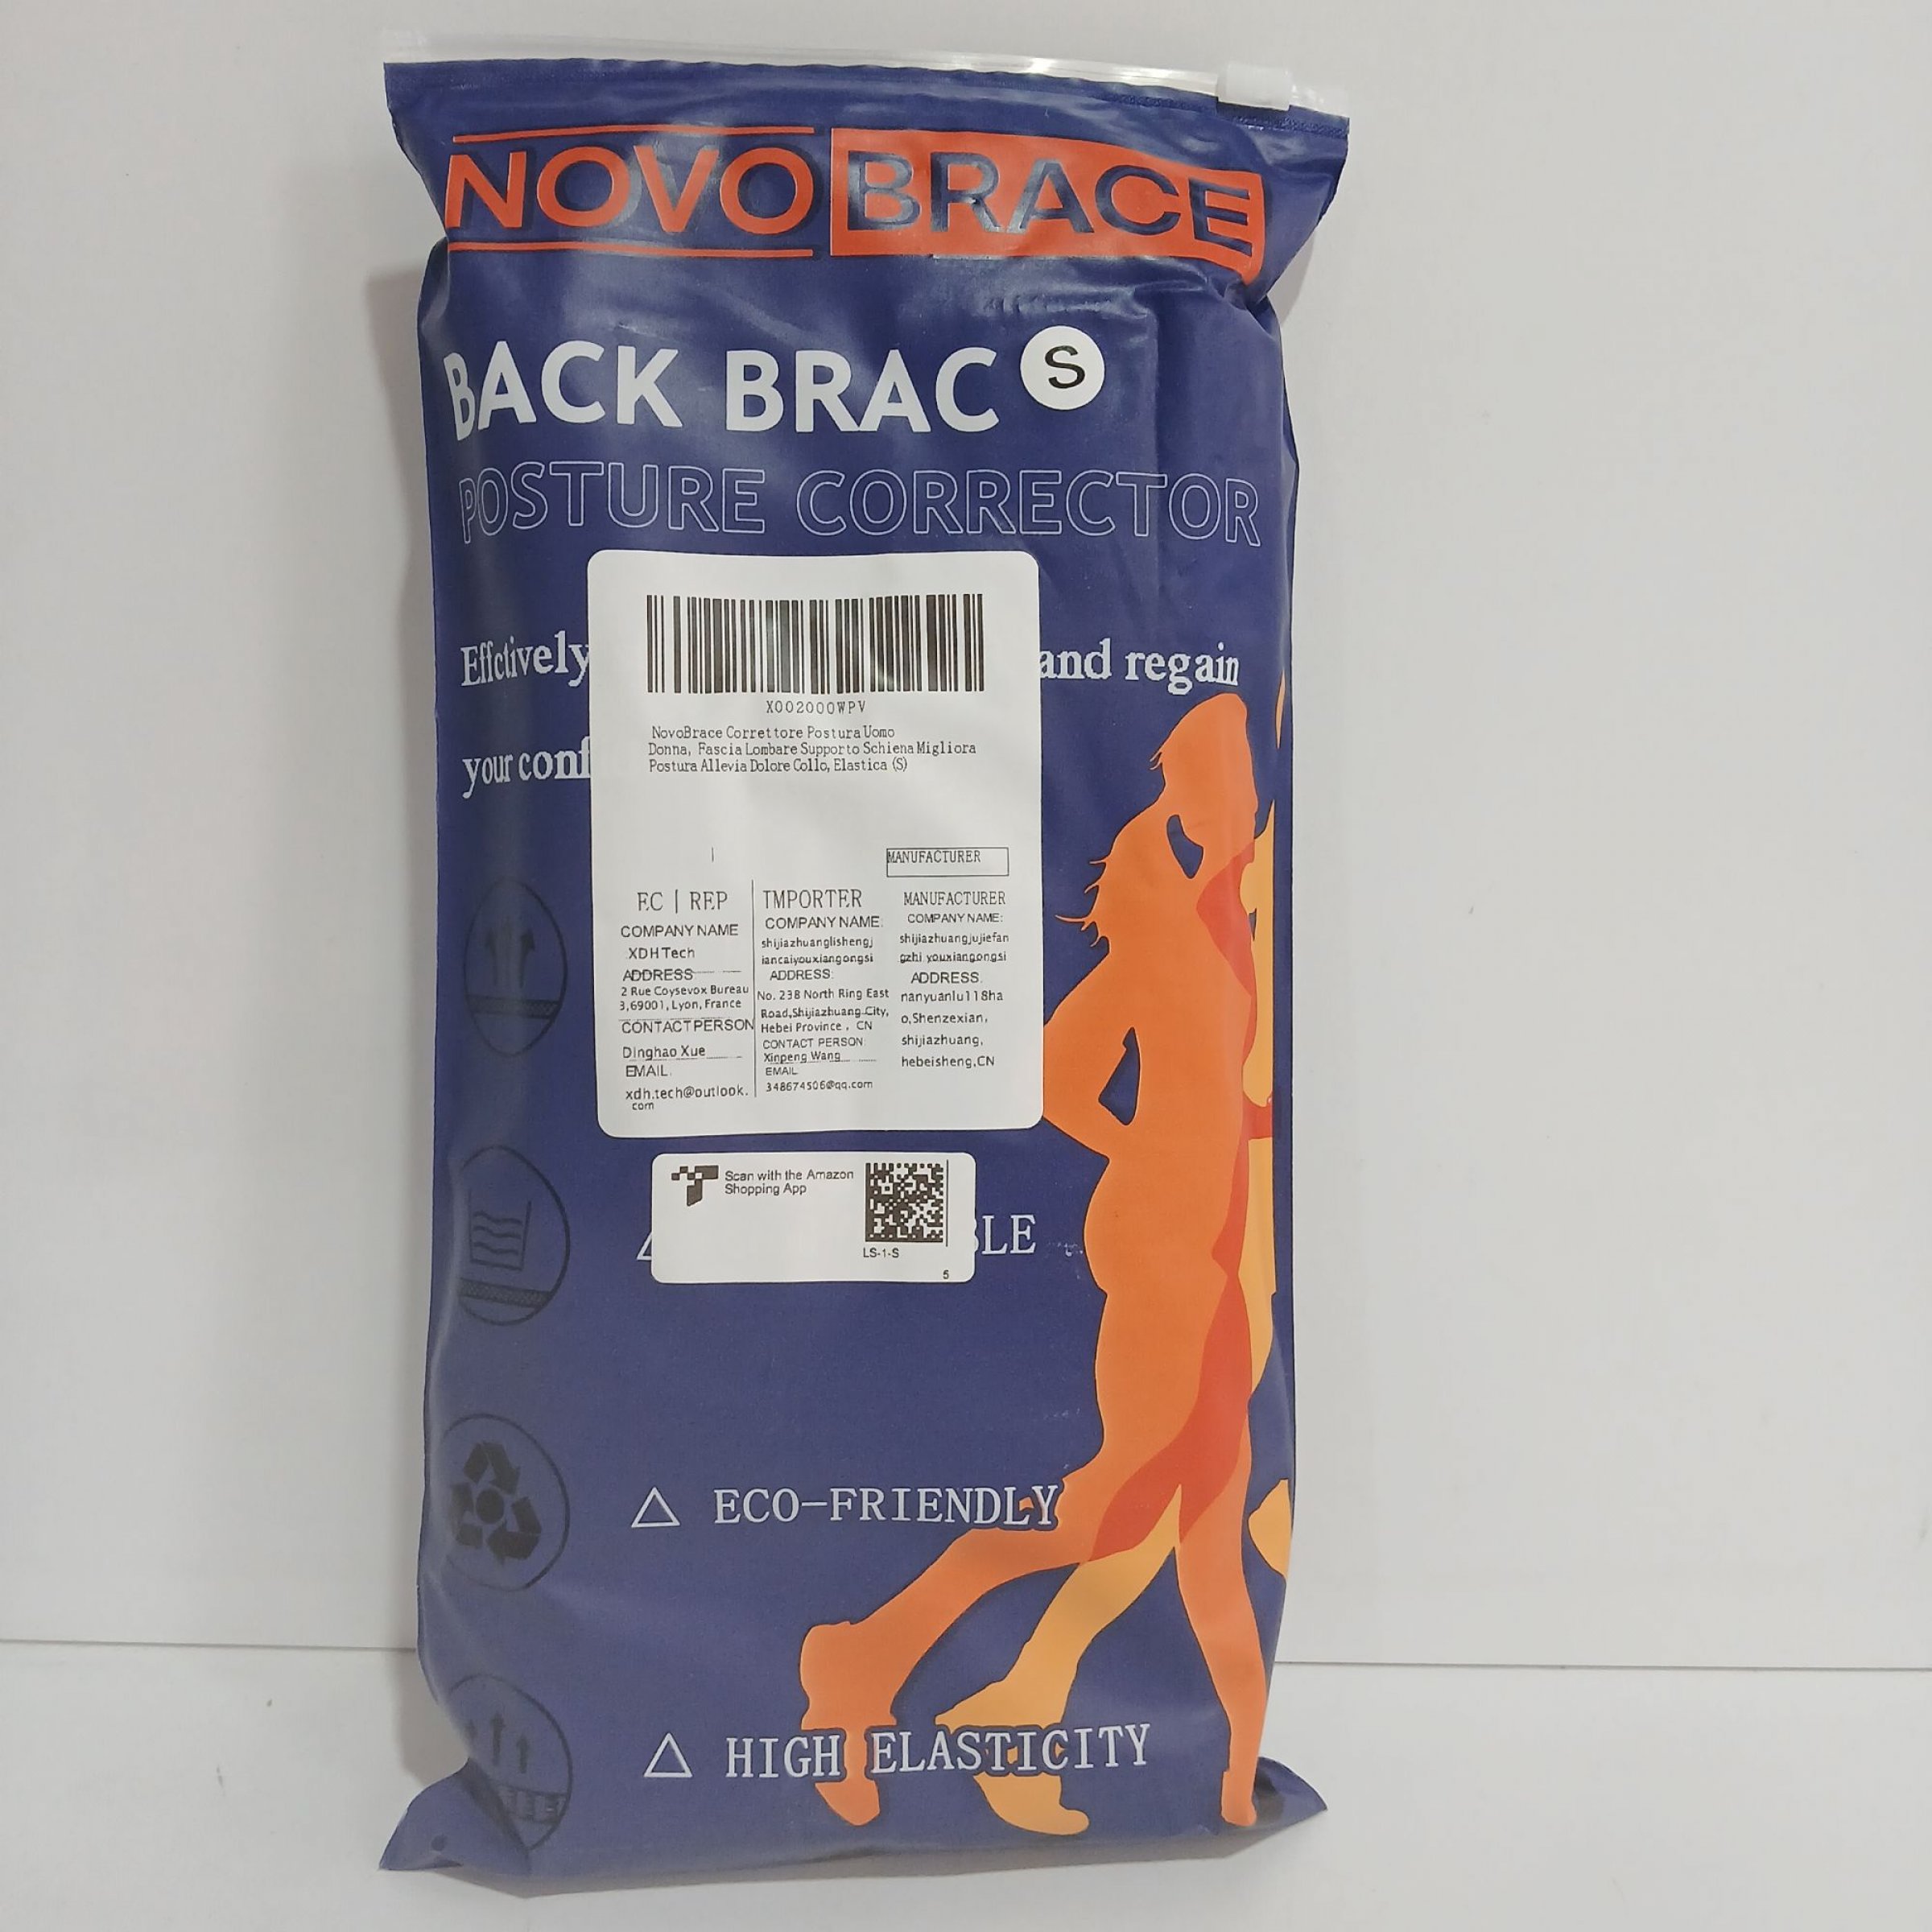 NOVOBRACE
BACK BRAC S
POSTURE CORRECTOR
Effctively and regain
your conf
X002000WPV
NovoBrace Correttore Postura Uomo
Donna, Fascia Lombare Supporto Schiena Migliora
Postura Allevia Dolore Collo, Elastica (S)
MANUFACTURER
EC | REP
COMPANY NAME
XDH Tech
ADDRESS
2 Rue Coysevox Bureau
3,69001, Lyon, France
CONTACT PERSON
Dinghao Xue
EMAIL
xdh.tech@outlook.
com
IMPORTER
COMPANY NAME:
shijiazhuanglishengj
iancaiyouxiangongsi
ADDRESS:
No. 238 North Ring East
Road,Shijiazhuang City,
Hebei Province, CN
CONTACT PERSON:
Xinpeng Wang
EMAIL:
348674506@qq.com
MANUFACTURER
COMPANY NAME:
shijiazhuangjujiefan
gzhi youxiangongsi
ADDRESS.
nanyuanlu118ha
o,Shenzexian,
shijiazhuang,
hebeisheng,CN
Scan with the Amazon
Shopping App
LS-1-S
5
BLE
ECO-FRIENDLY
HIGH ELASTICITY